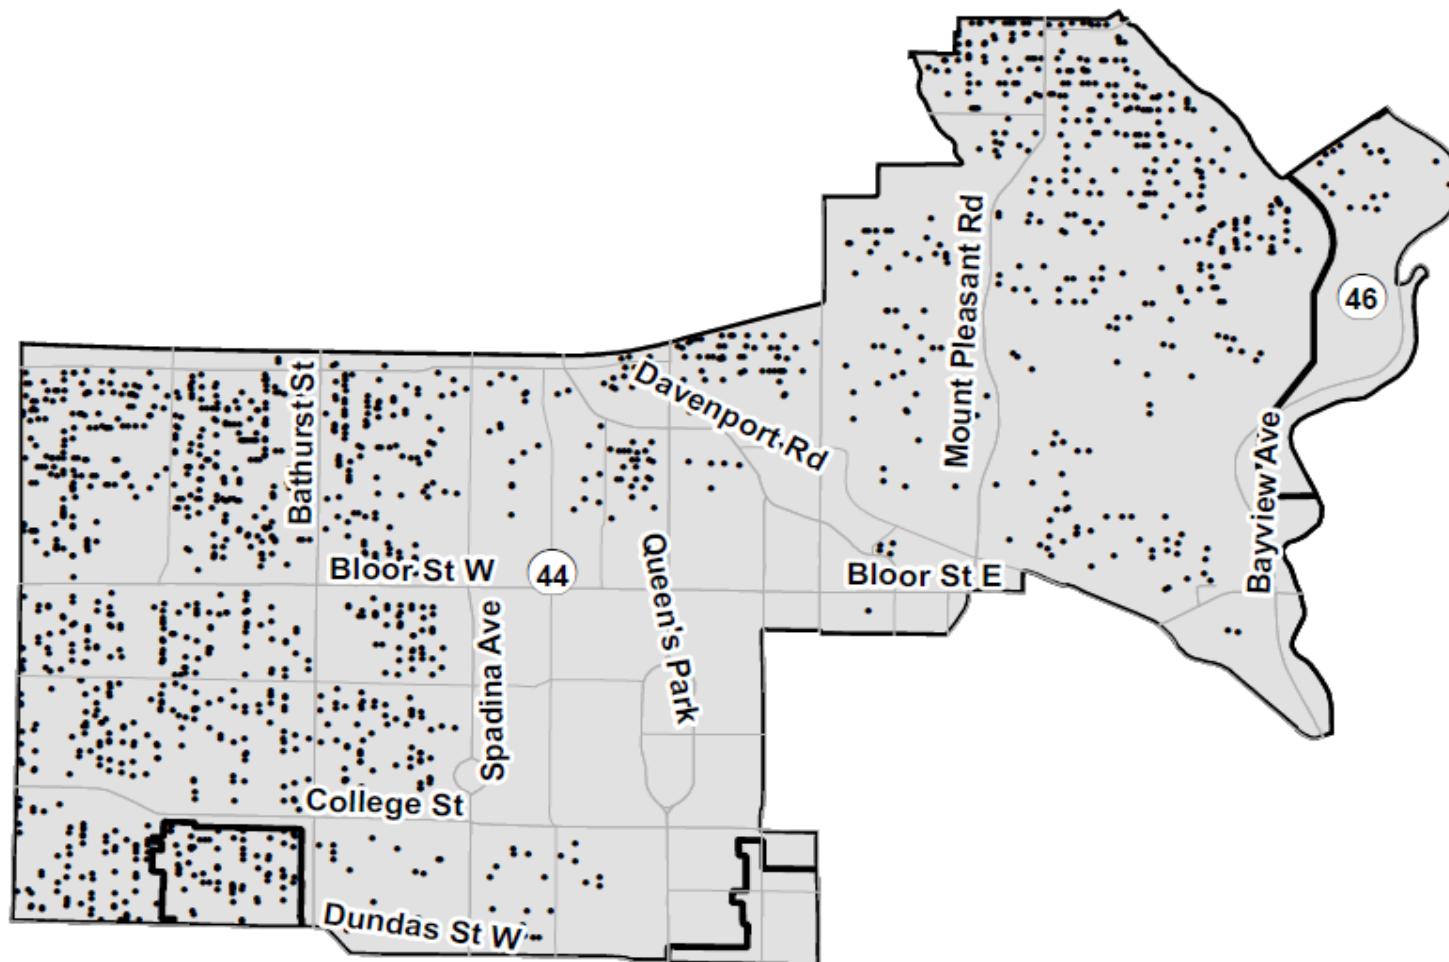 Mount Pleasant Rd
46
Bathurst St
Davenport Rd
Bayview Ave
Bloor St W
44
Queen's Park
Bloor St E
Spadina Ave
College St
Dundas St W